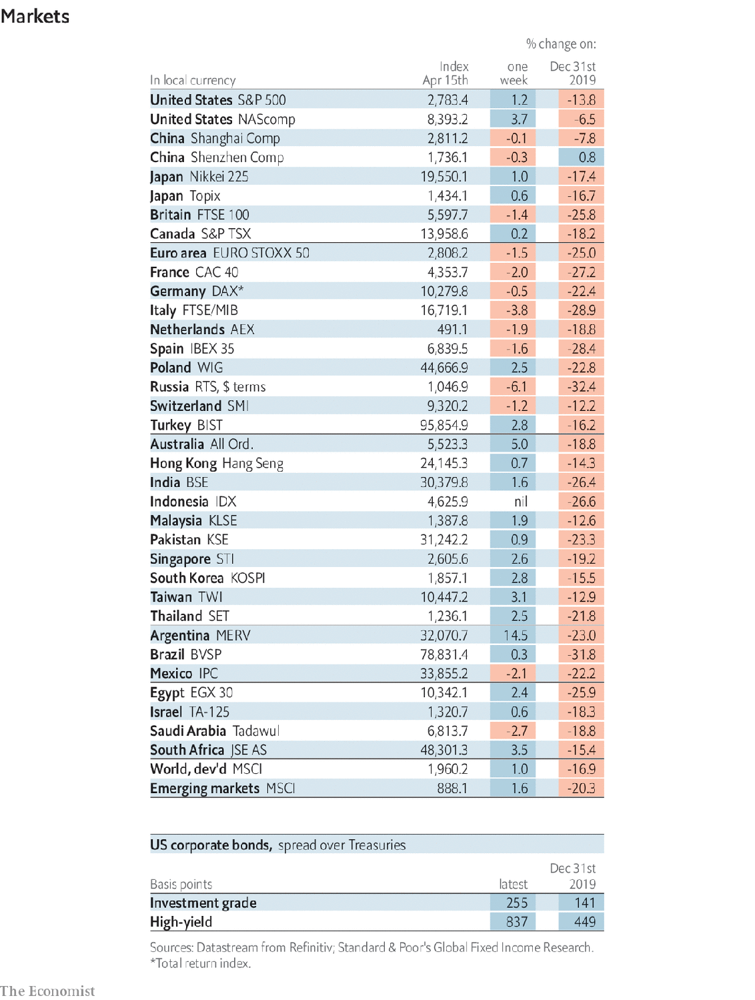 Markets
% change on:
Index one Dec 31st
In local currency Apr 15th week 2019
United States S&P 500 2,783.4 1.2 -13.8
United States NAScomp 8,393.2 3.7 -6.5
China Shanghai Comp 2,811.2 -0.1 -7.8
China Shenzhen Comp 1,736.1 -0.3 0.8
Japan Nikkei 225 19,550.1 1.0 -17.4
Japan Topix 1,434.1 0.6 -16.7
Britain FTSE 100 5,597.7 -1.4 -25.8
Canada S&P TSX 13,958.6 0.2 -18.2
Euro area EURO STOXX 50 2,808.2 -1.5 -25.0
France CAC 40 4,353.7 -2.0 -27.2
Germany DAX* 10,279.8 -0.5 -22.4
Italy FTSE/MIB 16,719.1 -3.8 -28.9
Netherlands AEX 491.1 -1.9 -18.8
Spain IBEX 35 6,839.5 -1.6 -28.4
Poland WIG 44,666.9 2.5 -22.8
Russia RTS, $ terms 1,046.9 -6.1 -32.4
Switzerland SMI 9,320.2 -1.2 -12.2
Turkey BIST 95,854.9 2.8 -16.2
Australia All Ord. 5,523.3 5.0 -18.8
Hong Kong Hang Seng 24,145.3 0.7 -14.3
India BSE 30,379.8 1.6 -26.4
Indonesia IDX 4,625.9 nil -26.6
Malaysia KLSE 1,387.8 1.9 -12.6
Pakistan KSE 31,242.2 0.9 -23.3
Singapore STI 2,605.6 2.6 -19.2
South Korea KOSPI 1,857.1 2.8 -15.5
Taiwan TWI 10,447.2 3.1 -12.9
Thailand SET 1,236.1 2.5 -21.8
Argentina MERV 32,070.7 14.5 -23.0
Brazil BVSP 78,831.4 0.3 -31.8
Mexico IPC 33,855.2 -2.1 -22.2
Egypt EGX 30 10,342.1 2.4 -25.9
Israel TA-125 1,320.7 0.6 -18.3
Saudi Arabia Tadawul 6,813.7 -2.7 -18.8
South Africa JSE AS 48,301.3 3.5 -15.4
World, dev'd MSCI 1,960.2 1.0 -16.9
Emerging markets MSCI 888.1 1.6 -20.3
US corporate bonds, spread over Treasuries
Dec 31st
Basis points latest 2019
Investment grade 255 141
High-yield 837 449
Sources: Datastream from Refinitiv; Standard & Poor's Global Fixed Income Research.
*Total return index.
The Economist